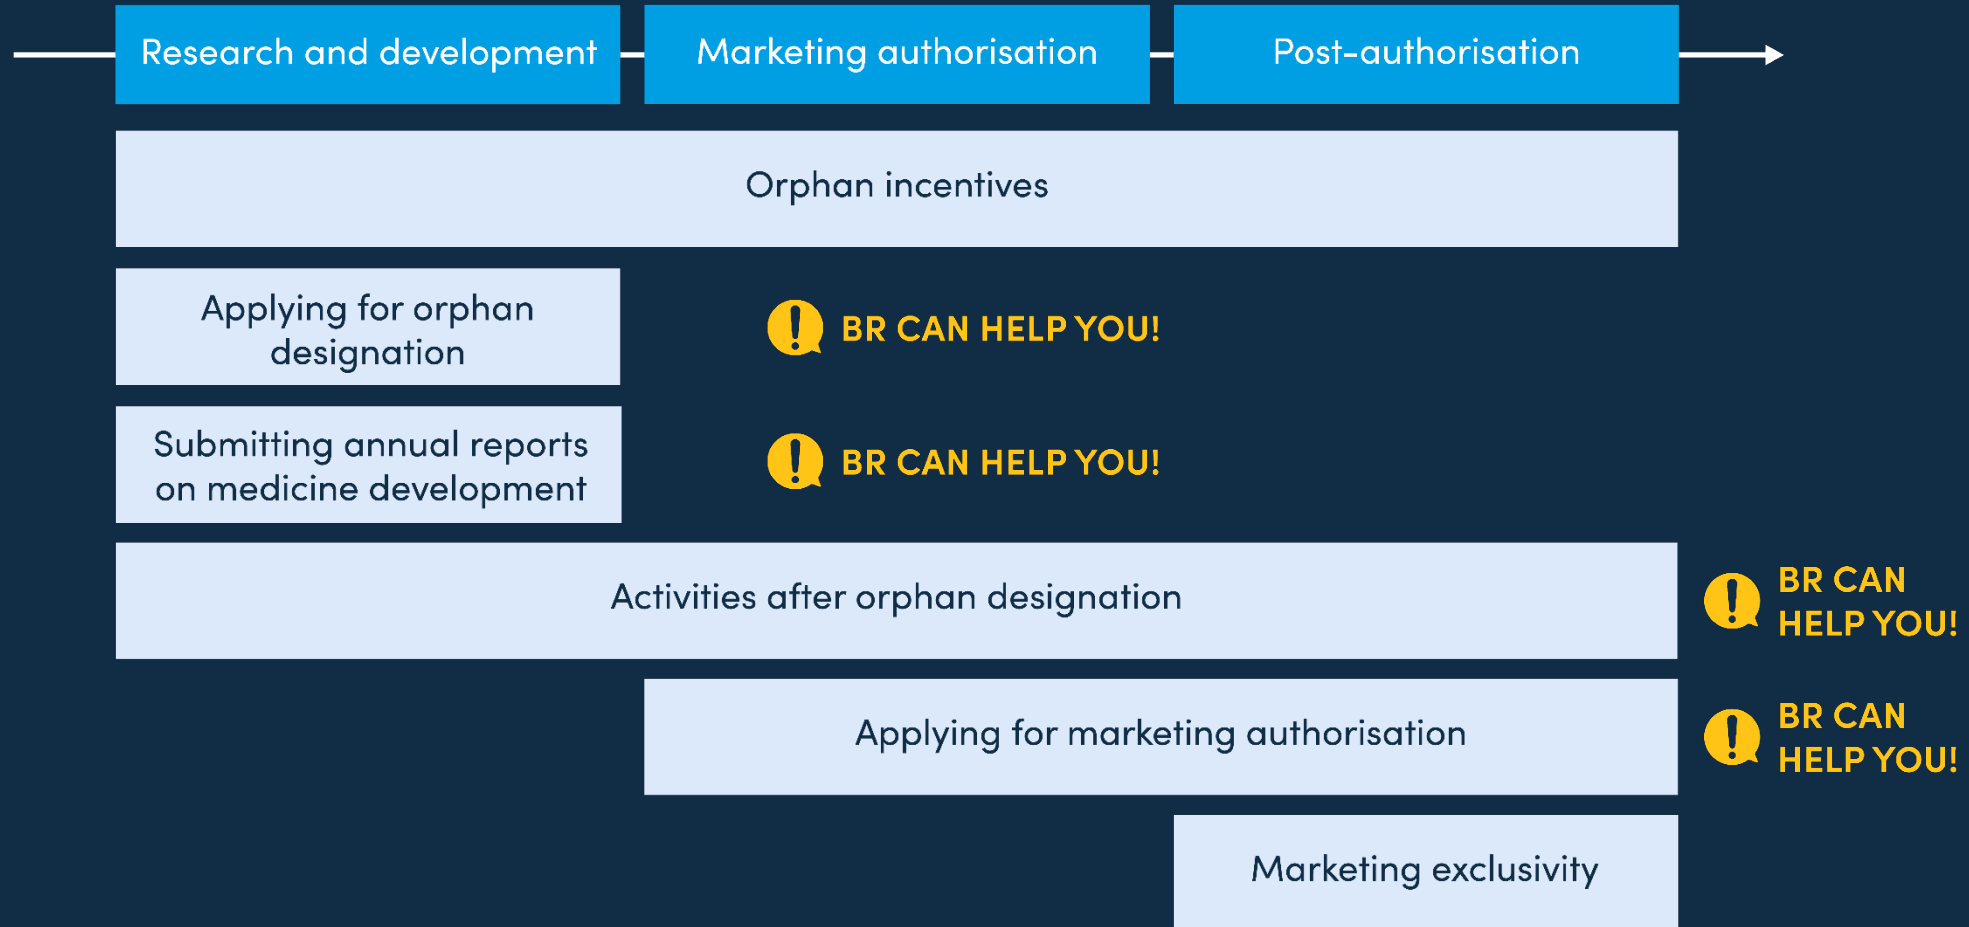 Research and development
Marketing authorisation
Post-authorisation
Orphan incentives
Applying for orphan
designation
BR CAN HELP YOU!
Submitting annual reports
on medicine development
BR CAN HELP YOU!
Activities after orphan designation
BR CAN
HELP YOU!
Applying for marketing authorisation
BR CAN
HELP YOU!
Marketing exclusivity